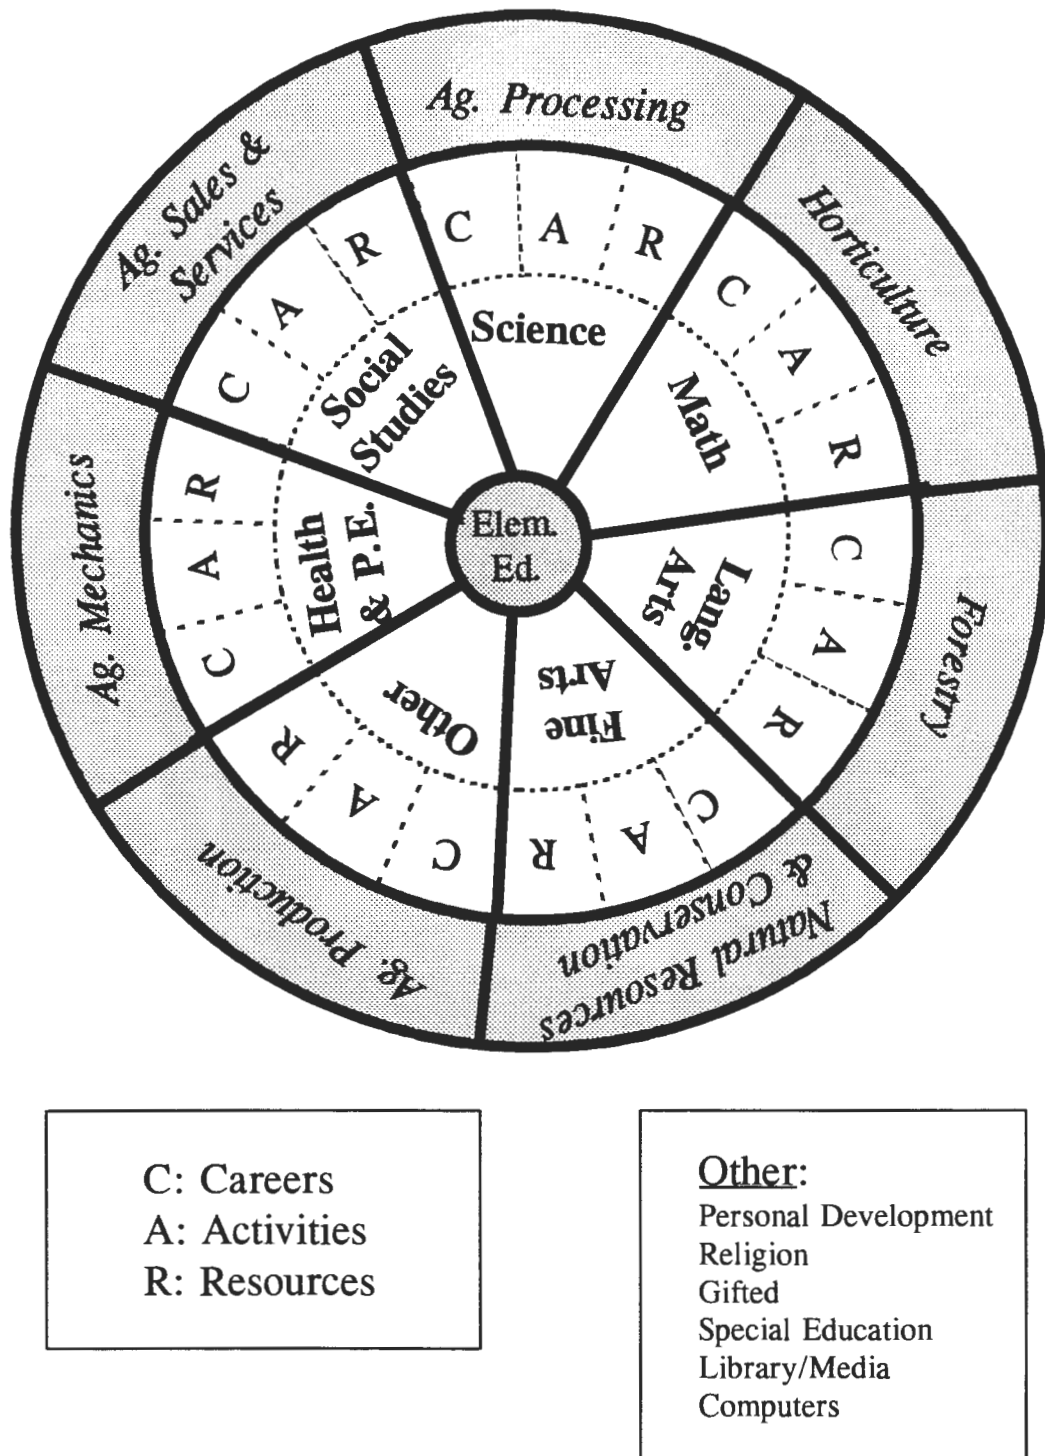 Ag. Processing
Horticulture
Forestry
Natural Resources
& Conservation
Ag. Production
Ag. Mechanics
Ag. Sales &
Services
C A R
C A R
C A R
C A R
C A R
C A R
C A R
Science
Math
Lang.
Arts
Fine
Arts
Other
Health
& P.E.
Social
Studies
Elem.
Ed.
C: Careers
A: Activities
R: Resources
Other:
Personal Development
Religion
Gifted
Special Education
Library/Media
Computers